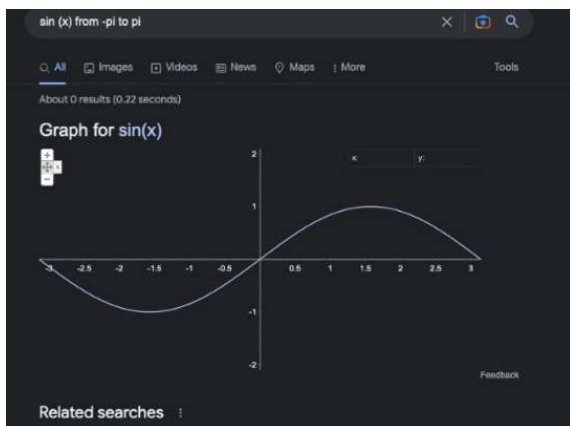 sin (x) from -pi to pi
All Images Videos News Maps More Tools
About 0 results (0.22 seconds)
Graph for sin(x)
x: y:
2
1
-3 -2.5 -2 -1.5 -1 -0.5 0.5 1 1.5 2 2.5 3
-1
-2
Feedback
Related searches